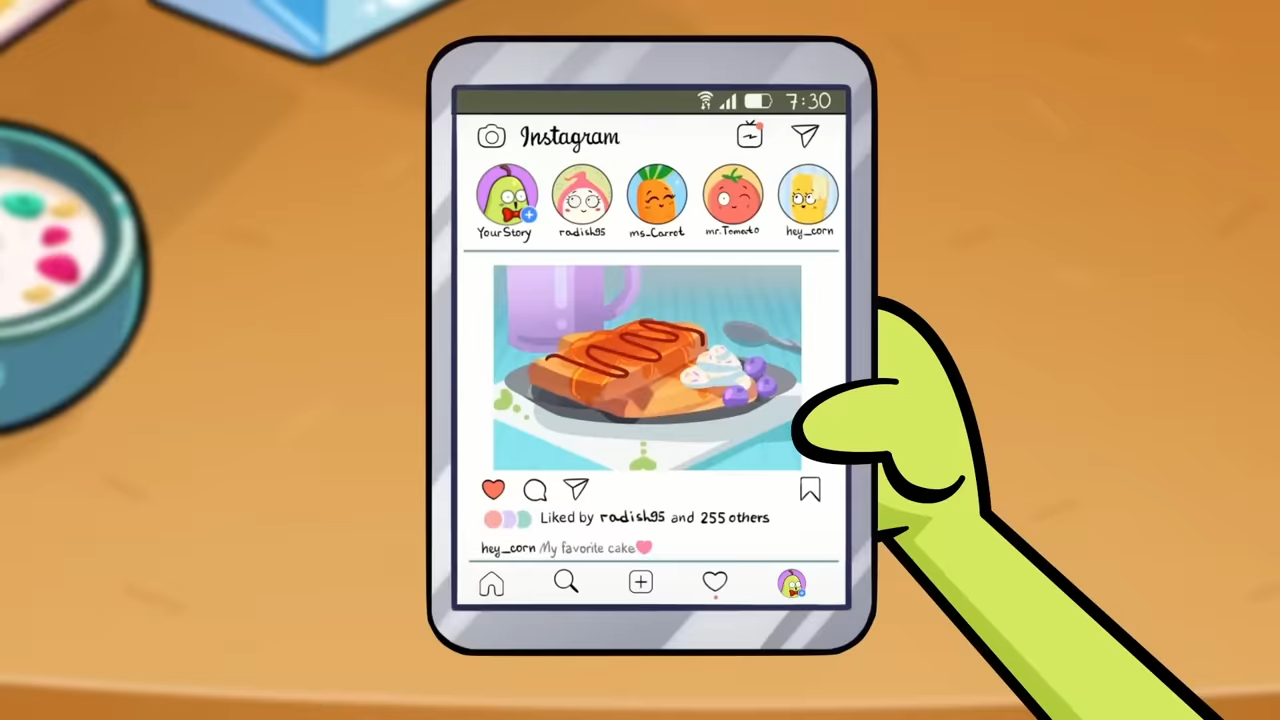 7:30
Instagram
Your Story radish95 ms_Carrot mr.Tomato hey_corn
Liked by radish95 and 255 others
hey_corn My favorite cake